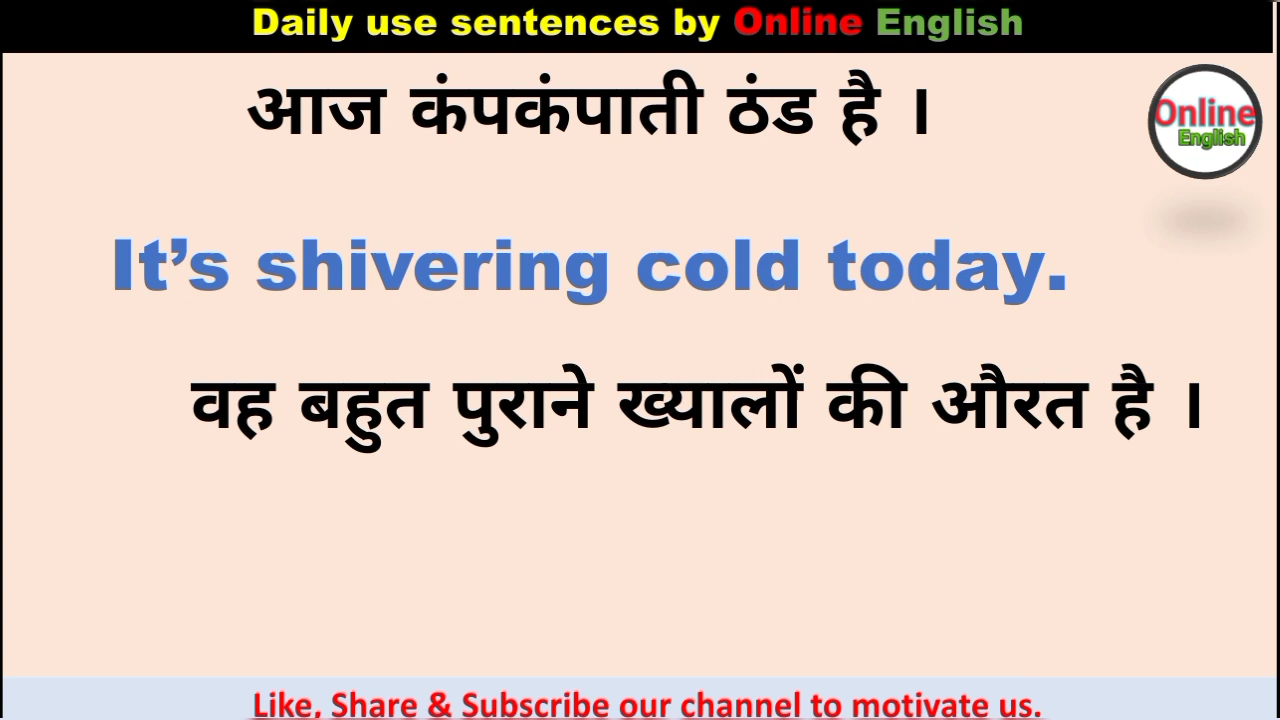 Daily use sentences by Online English
आज कंपकंपाती ठंड है ।
Online
English
It’s shivering cold today.
वह बहुत पुराने ख्यालों की औरत है ।
Like, Share & Subscribe our channel to motivate us.